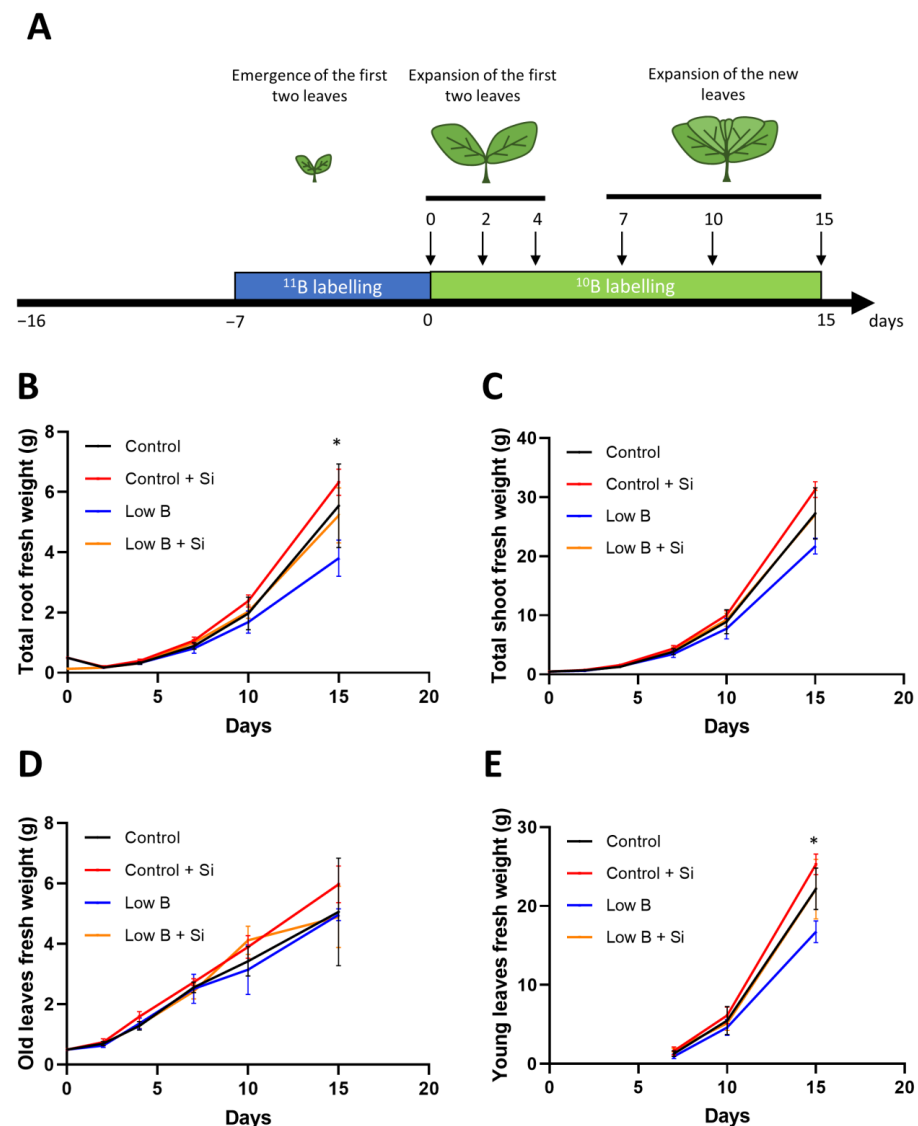 A
Emergence of the first
two leaves
Expansion of the first
two leaves
Expansion of the new
leaves
0 2 4 7 10 15
¹¹B labelling
¹⁰B labelling
−16 −7 0 15 days
B
Total root fresh weight (g)
8
6
4
2
0
Control
Control + Si
Low B
Low B + Si
*
0 5 10 15 20
Days
C
Total shoot fresh weight (g)
40
30
20
10
0
Control
Control + Si
Low B
Low B + Si
0 5 10 15 20
Days
D
Old leaves fresh weight (g)
8
6
4
2
0
Control
Control + Si
Low B
Low B + Si
0 5 10 15 20
Days
E
Young leaves fresh weight (g)
30
20
10
0
Control
Control + Si
Low B
Low B + Si
*
0 5 10 15 20
Days